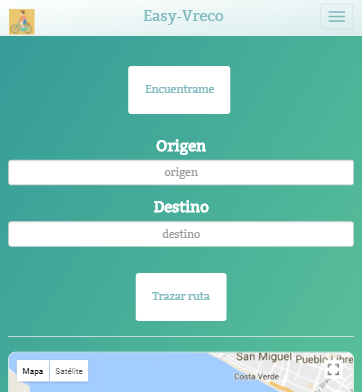 Easy-Vreco
Encuentrame
Origen
origen
Destino
destino
Trazar ruta
Mapa Satélite
San Miguel
Pueblo Libre
Costa Verde